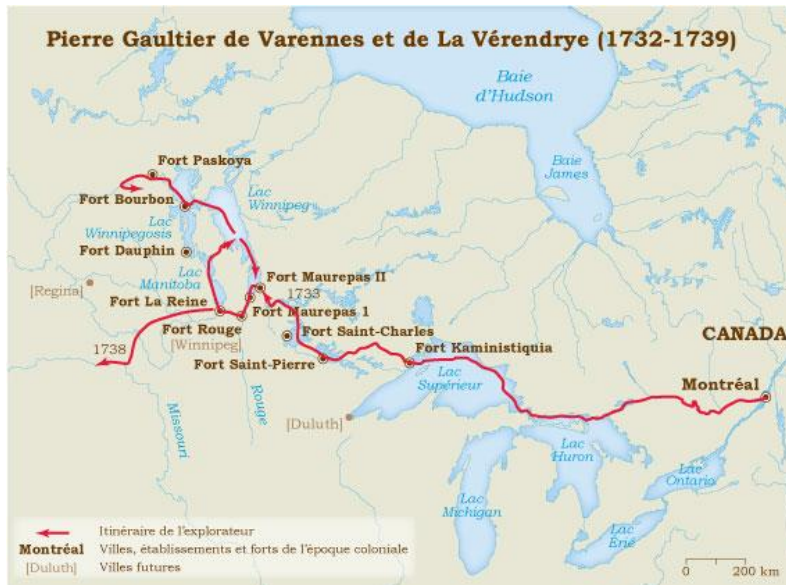 Pierre Gaultier de Varennes et de La Vérendrye (1732-1739)
Baie
d'Hudson
Baie
James
Fort Paskoya
Fort Bourbon
Lac
Winnipeg
Lac
Winnipegosis
Fort Dauphin
Lac
Manitoba
[Regina]
Fort La Reine
Fort Maurepas II
1733
Fort Maurepas 1
Fort Rouge
[Winnipeg]
Fort Saint-Charles
Fort Saint-Pierre
Fort Kaministiquia
1738
CANADA
Montréal
Lac
Supérieur
[Duluth]
Missouri
Rouge
Lac
Huron
Lac
Michigan
Lac
Ontario
Lac
Érié
Itinéraire de l'explorateur
Montréal Villes, établissements et forts de l'époque coloniale
[Duluth] Villes futures
0 200 km